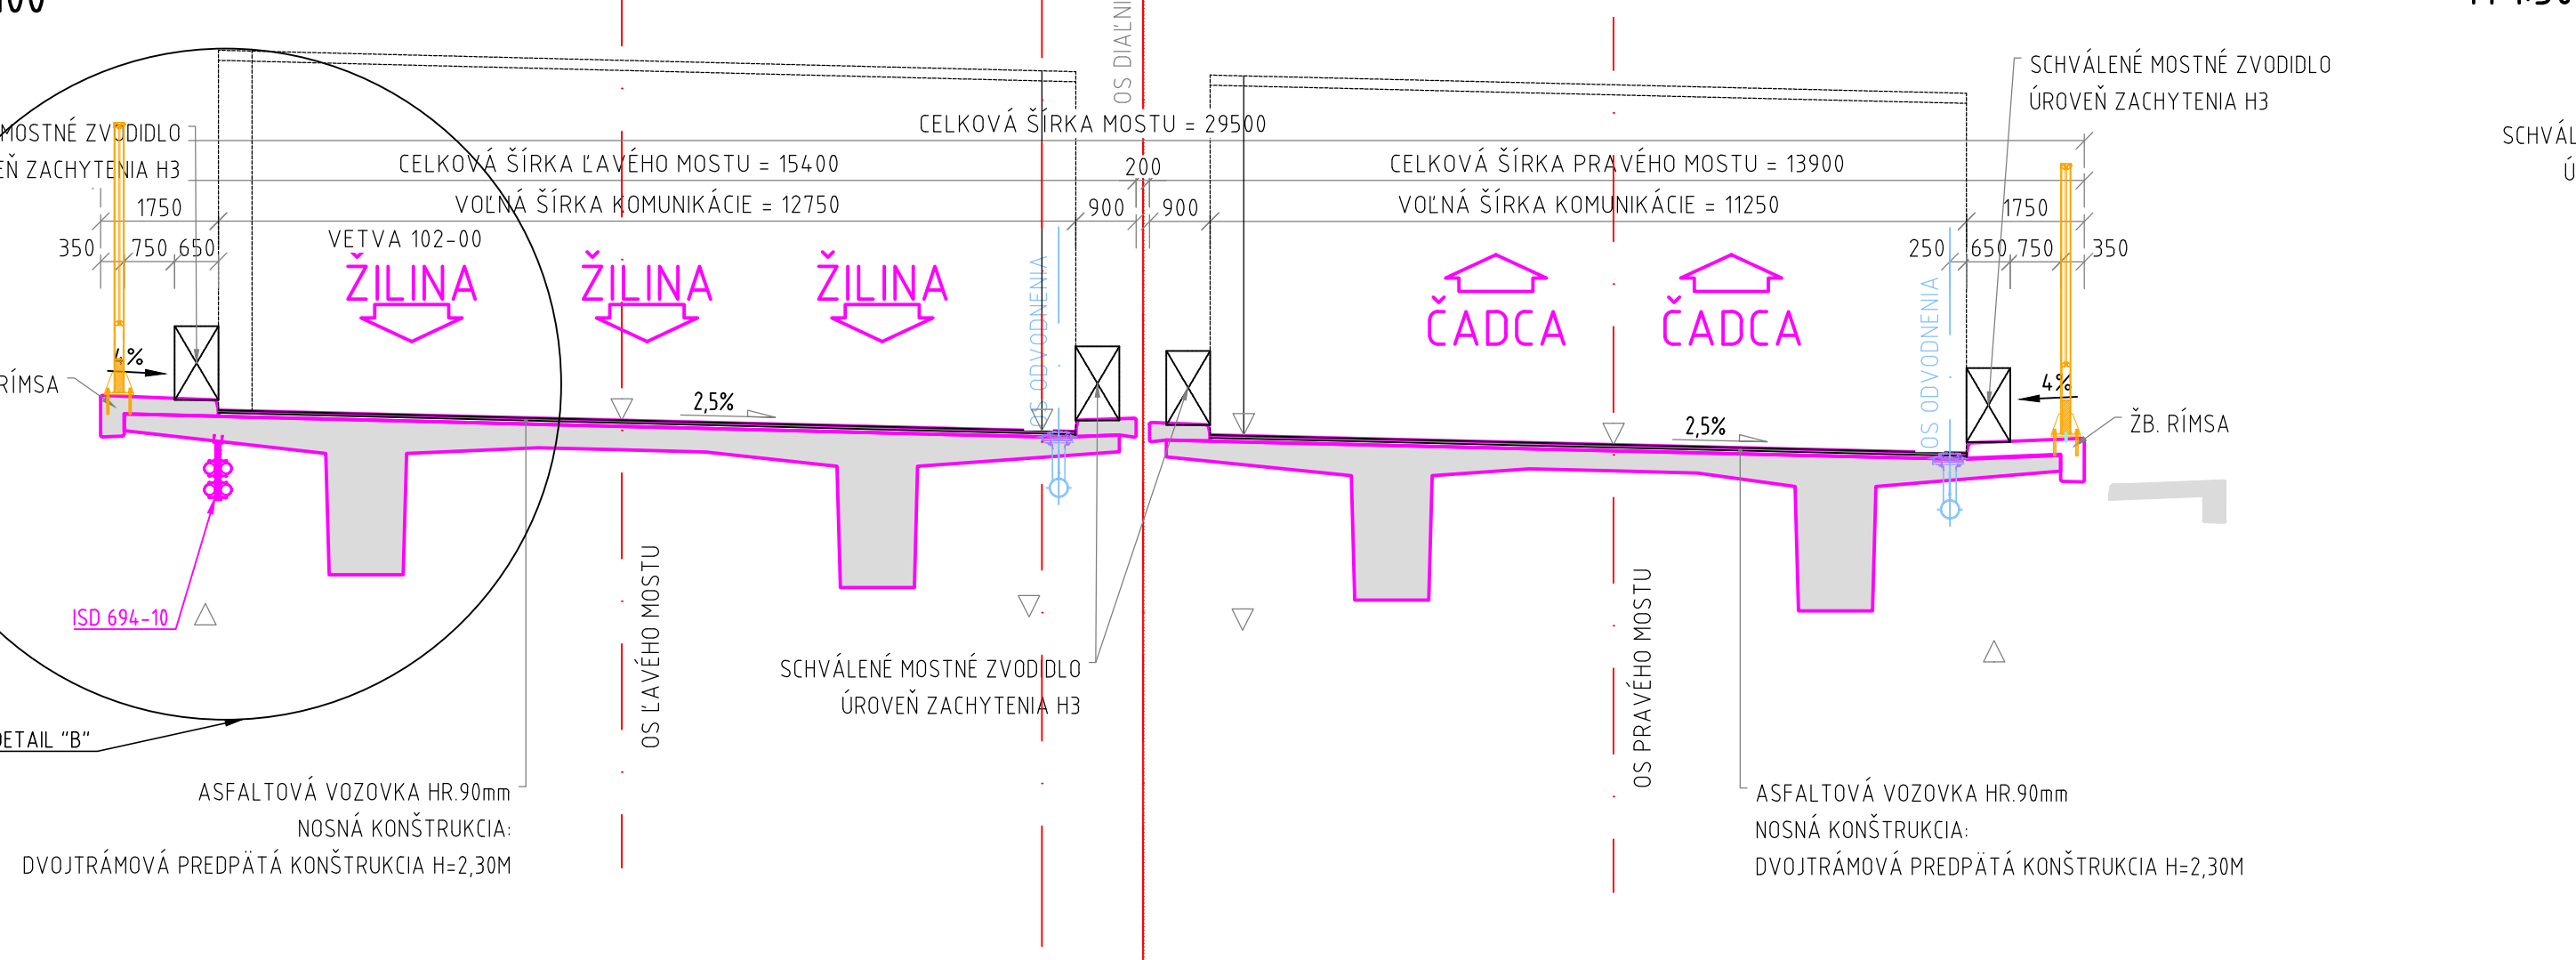 OS DIAĽNI
SCHVÁLENÉ MOSTNÉ ZVODIDLO
ÚROVEŇ ZACHYTENIA H3
CELKOVÁ ŠÍRKA MOSTU = 29500
MOSTNÉ ZVODIDLO
ZACHYTENIA H3
SCHVÁL
CELKOVÁ ŠÍRKA ĽAVÉHO MOSTU = 15400
200
CELKOVÁ ŠÍRKA PRAVÉHO MOSTU = 13900
1750
VOĽNÁ ŠÍRKA KOMUNIKÁCIE = 12750
900
900
VOĽNÁ ŠÍRKA KOMUNIKÁCIE = 11250
1750
350
750
650
VETVA 102-00
250
650
750
350
ŽILINA
ŽILINA
ŽILINA
ČADCA
ČADCA
OS ODVODNENIA
OS ODVODNENIA
4%
4%
RÍMSA
2,5%
2,5%
ŽB. RÍMSA
ISD 694-10
OS ĽAVÉHO MOSTU
OS PRAVÉHO MOSTU
SCHVÁLENÉ MOSTNÉ ZVODIDLO
ÚROVEŇ ZACHYTENIA H3
DETAIL "B"
ASFALTOVÁ VOZOVKA HR.90mm
NOSNÁ KONŠTRUKCIA:
DVOJTRÁMOVÁ PREDPÄTÁ KONŠTRUKCIA H=2,30M
ASFALTOVÁ VOZOVKA HR.90mm
NOSNÁ KONŠTRUKCIA:
DVOJTRÁMOVÁ PREDPÄTÁ KONŠTRUKCIA H=2,30M